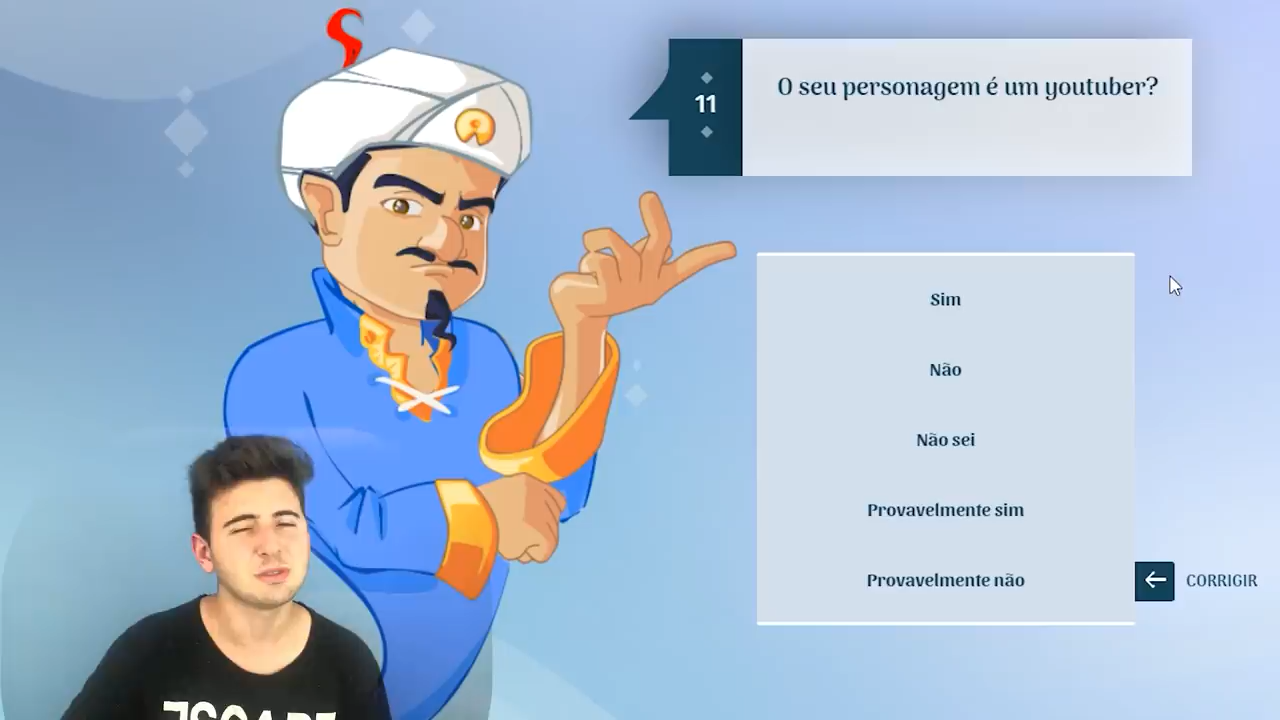 11
O seu personagem é um youtuber?
Sim
Não
Não sei
Provavelmente sim
Provavelmente não
CORRIGIR